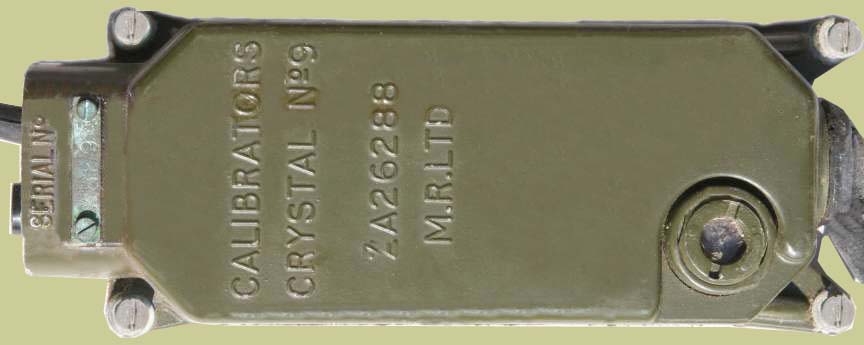 CALIBRATORS
CRYSTAL Nº9
ZA26288
M.R.LTD
SERIAL Nº